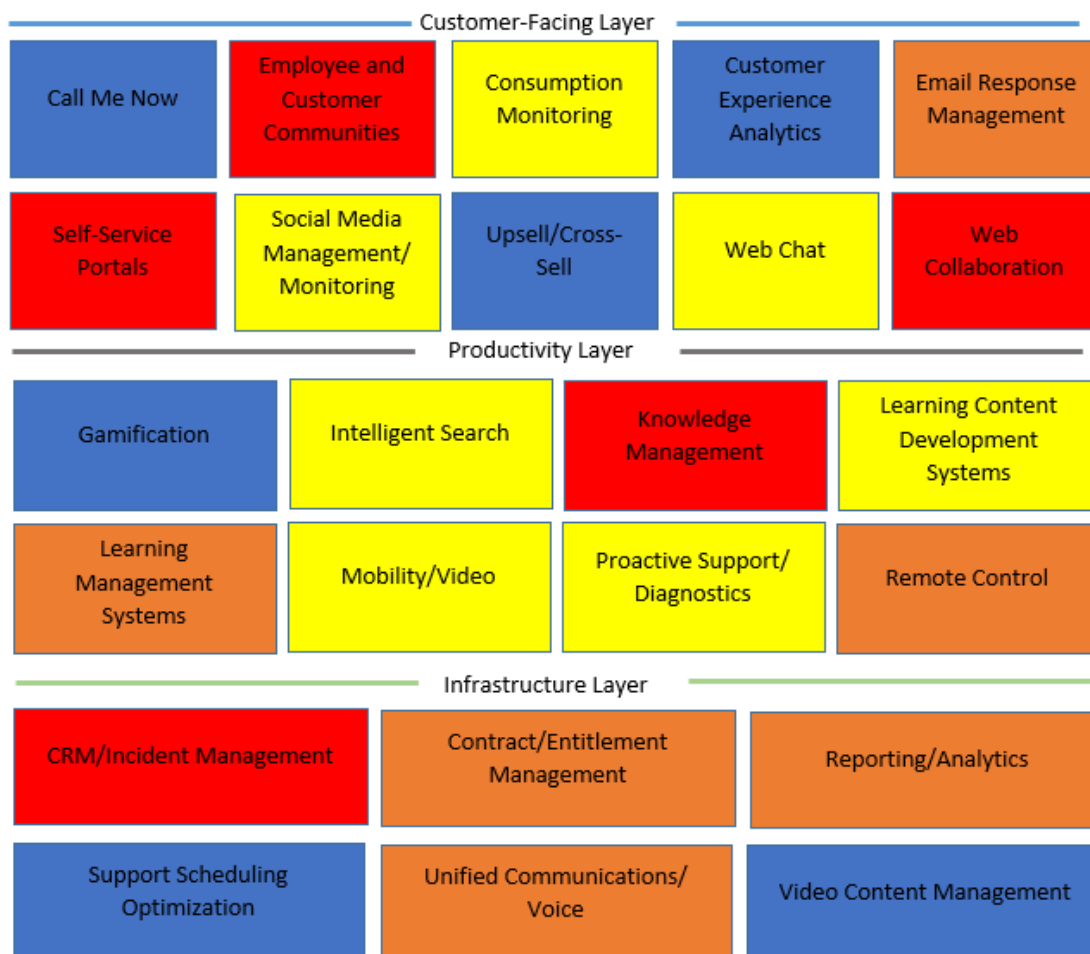 Customer-Facing Layer
Call Me Now
Employee and
Customer
Communities
Consumption
Monitoring
Customer
Experience
Analytics
Email Response
Management
Self-Service
Portals
Social Media
Management/
Monitoring
Upsell/Cross-
Sell
Web Chat
Web
Collaboration
Productivity Layer
Gamification
Intelligent Search
Knowledge
Management
Learning Content
Development
Systems
Learning
Management
Systems
Mobility/Video
Proactive Support/
Diagnostics
Remote Control
Infrastructure Layer
CRM/Incident Management
Contract/Entitlement
Management
Reporting/Analytics
Support Scheduling
Optimization
Unified Communications/
Voice
Video Content Management